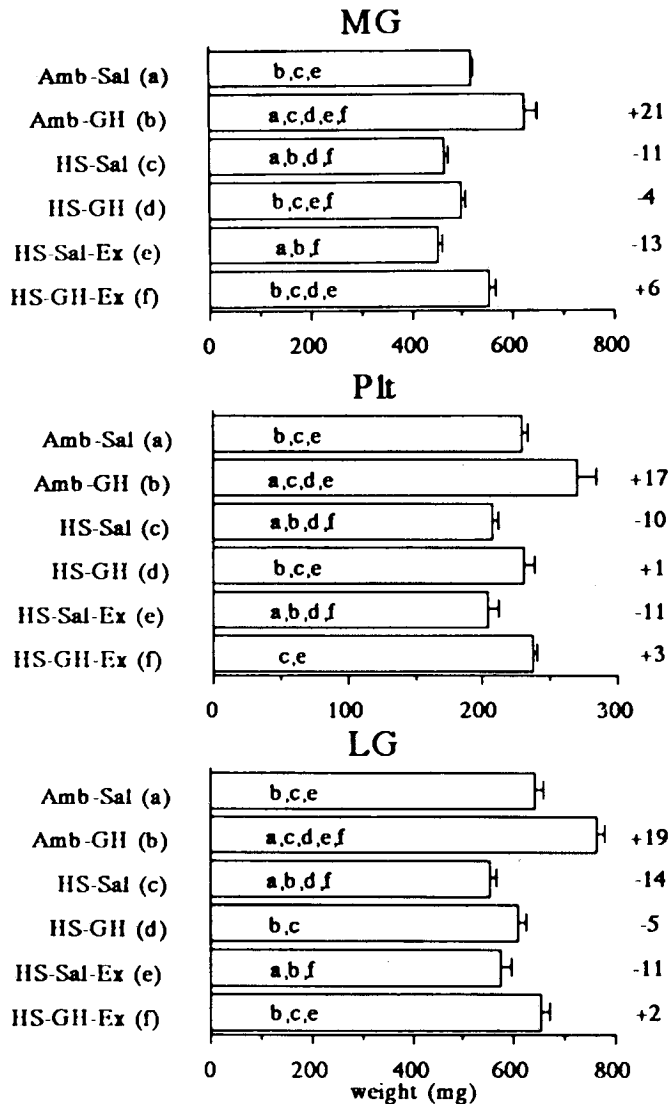 MG
Amb-Sal (a) b,c,e
Amb-GH (b) a,c,d,e,f +21
HS-Sal (c) a,b,d,f -11
HS-GH (d) b,c,e,f -4
HS-Sal-Ex (e) a,b,f -13
HS-GH-Ex (f) b,c,d,e +6
0 200 400 600 800
Plt
Amb-Sal (a) b,c,e
Amb-GH (b) a,c,d,e +17
HS-Sal (c) a,b,d,f -10
HS-GH (d) b,c,e +1
HS-Sal-Ex (e) a,b,d,f -11
HS-GH-Ex (f) c,e +3
0 100 200 300
LG
Amb-Sal (a) b,c,e
Amb-GH (b) a,c,d,e,f +19
HS-Sal (c) a,b,d,f -14
HS-GH (d) b,c -5
HS-Sal-Ex (e) a,b,f -11
HS-GH-Ex (f) b,c,e +2
0 200 400 600 800
weight (mg)